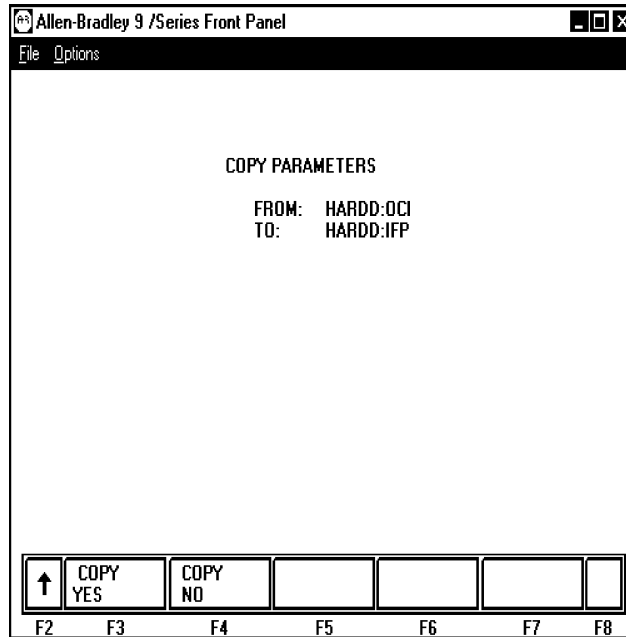 AB Allen-Bradley 9 /Series Front Panel
File Options
COPY PARAMETERS
FROM: HARDD:OCI
TO: HARDD:IFP
COPY YES
COPY NO
F2 F3 F4 F5 F6 F7 F8